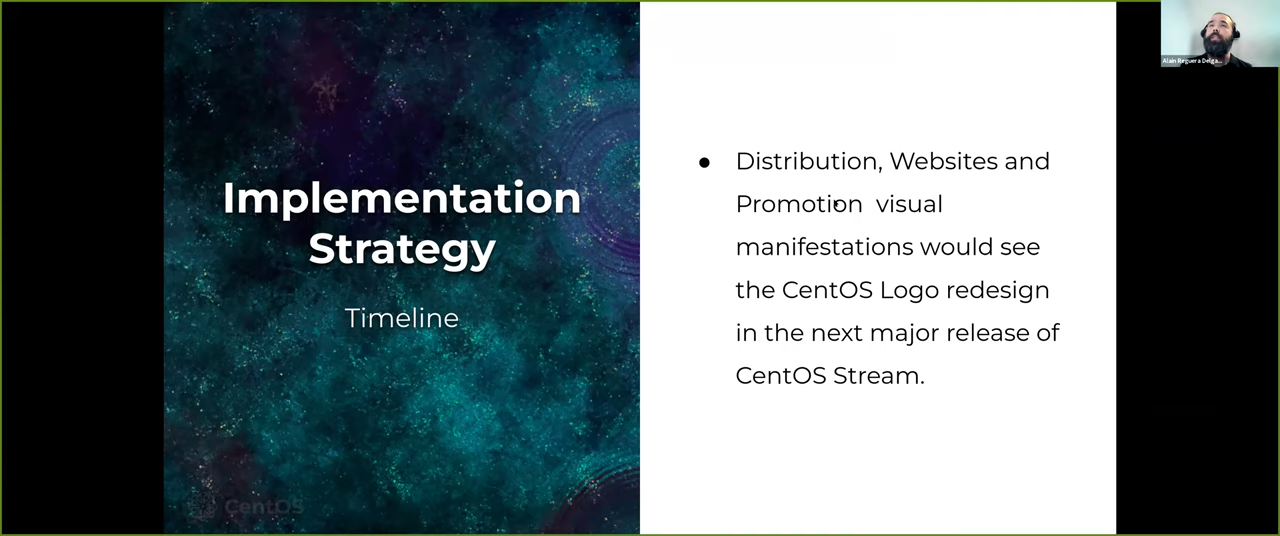 Implementation
Strategy
Timeline
CentOS
● Distribution, Websites and
Promotion visual
manifestations would see
the CentOS Logo redesign
in the next major release of
CentOS Stream.
Alain Reguera Delga...